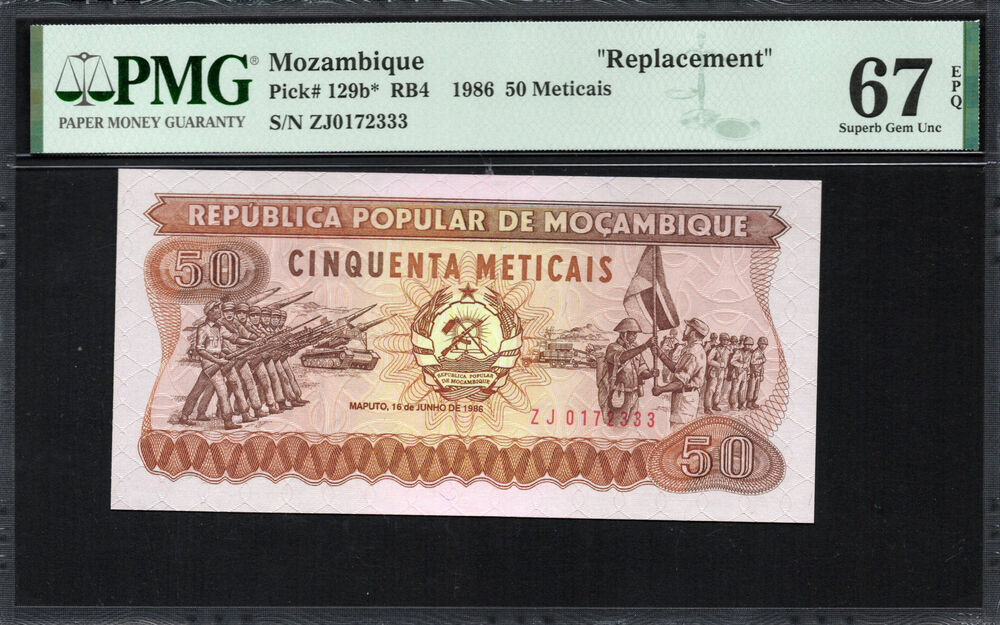 PMG®
PAPER MONEY GUARANTY
Mozambique
Pick# 129b* RB4 1986 50 Meticais
S/N ZJ0172333
"Replacement"
67
EPQ
Superb Gem Unc
REPÚBLICA POPULAR DE MOÇAMBIQUE
50
CINQUENTA METICAIS
REPÚBLICA POPULAR
DE MOÇAMBIQUE
MAPUTO, 16 de JUNHO DE 1986
ZJ 0172333
50